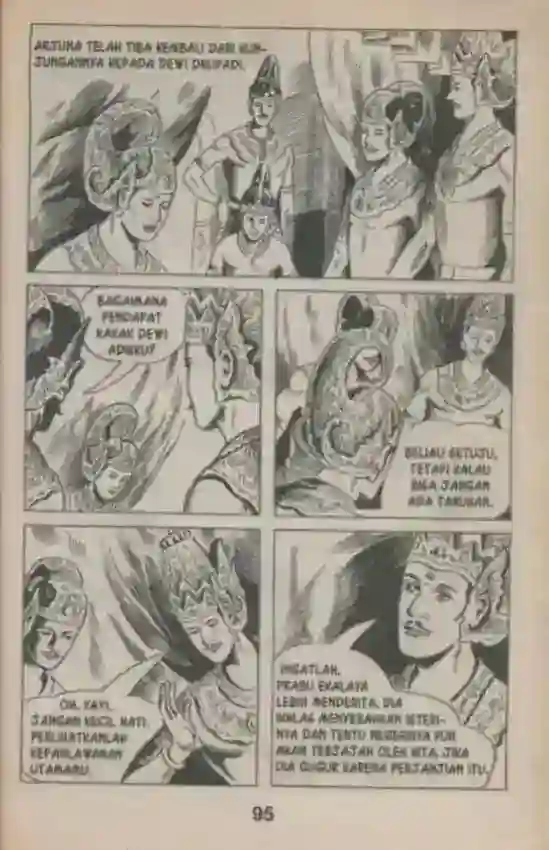 ARJUNA TELAH TIBA KEMBALI DARI KUN-
JUNGANNYA KEPADA DEWI DRUPADI.
BAGAIMANA
PENDAPAT
KAKAK DEWI
ADIKKU?
BELIAU SETUJU,
TETAPI KALAU
BISA JANGAN
ADA TARUHAN.
OH, YAYI,
JANGAN KECIL HATI.
PERLIHATKANLAH
KEPAHLAWANAN
UTAMAMU.
INGATLAH,
PRABU EKALAYA
LEBIH MENDERITA. DIA
IKHLAS MENYERAHKAN ISTERI-
NYA DAN TENTU NEGERINYA PUN
AKAN TERJAJAH OLEH KITA, JIKA
DIA GUGUR KARENA PERJANJIAN ITU.
95